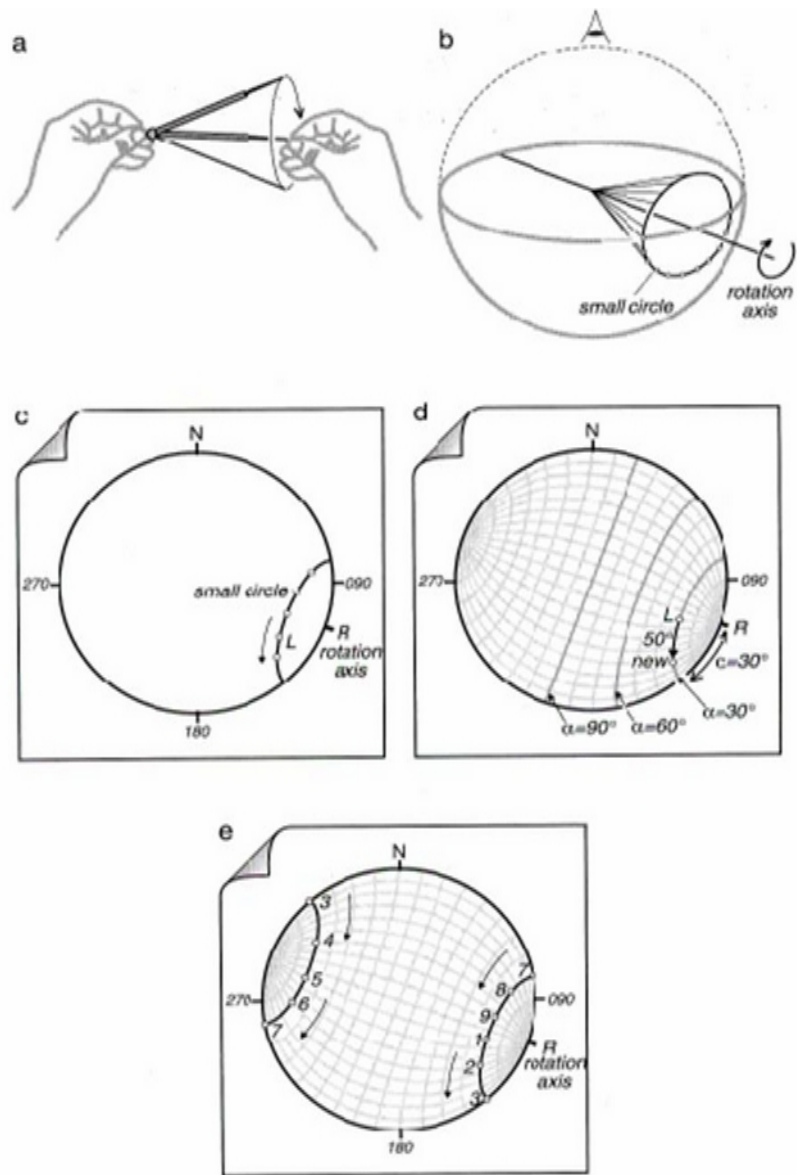 a
b
small circle
rotation
axis
c
N
270
090
small circle
L
R
rotation
axis
180
d
N
270
090
L
50°
R
new
α=30°
α=30°
α=90°
α=60°
180
e
N
3
4
5
6
7
270
7
8
9
1
2
3
090
R
rotation
axis
180